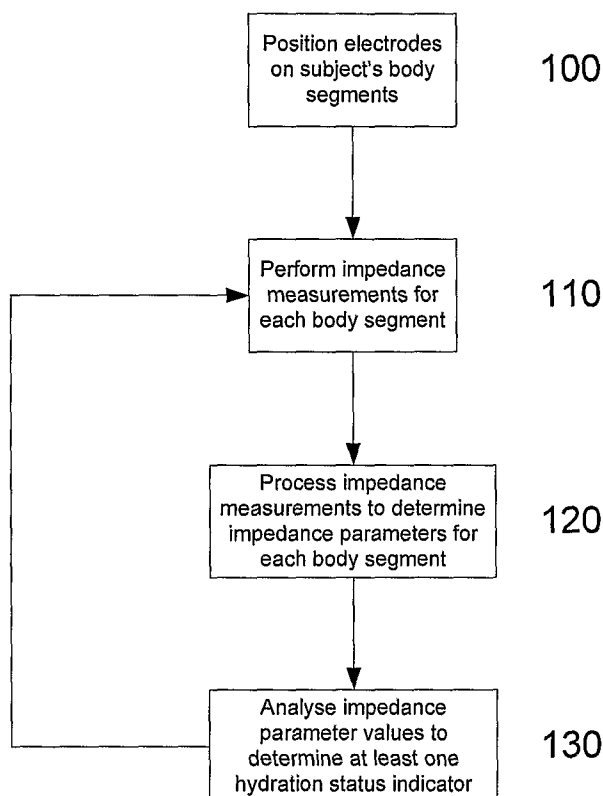 Position electrodes
on subject's body
segments
100
Perform impedance
measurements for
each body segment
110
Process impedance
measurements to determine
impedance parameters for
each body segment
120
Analyse impedance
parameter values to
determine at least one
hydration status indicator
130